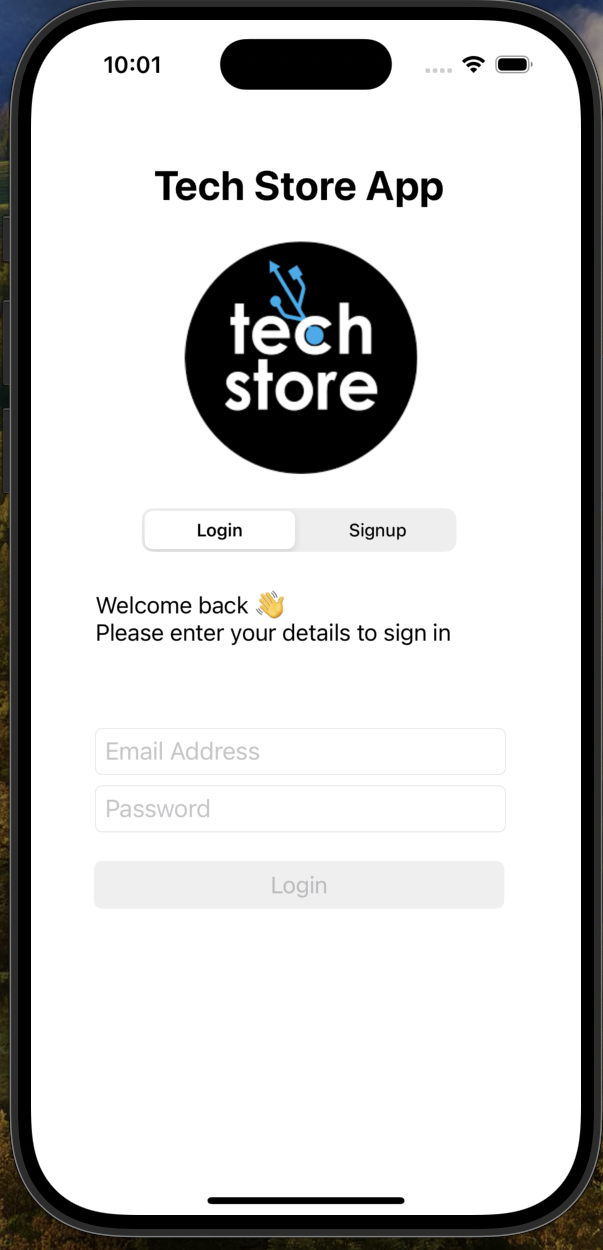 10:01
Tech Store App
tech
store
Login
Signup
Welcome back 👋
Please enter your details to sign in
Email Address
Password
Login